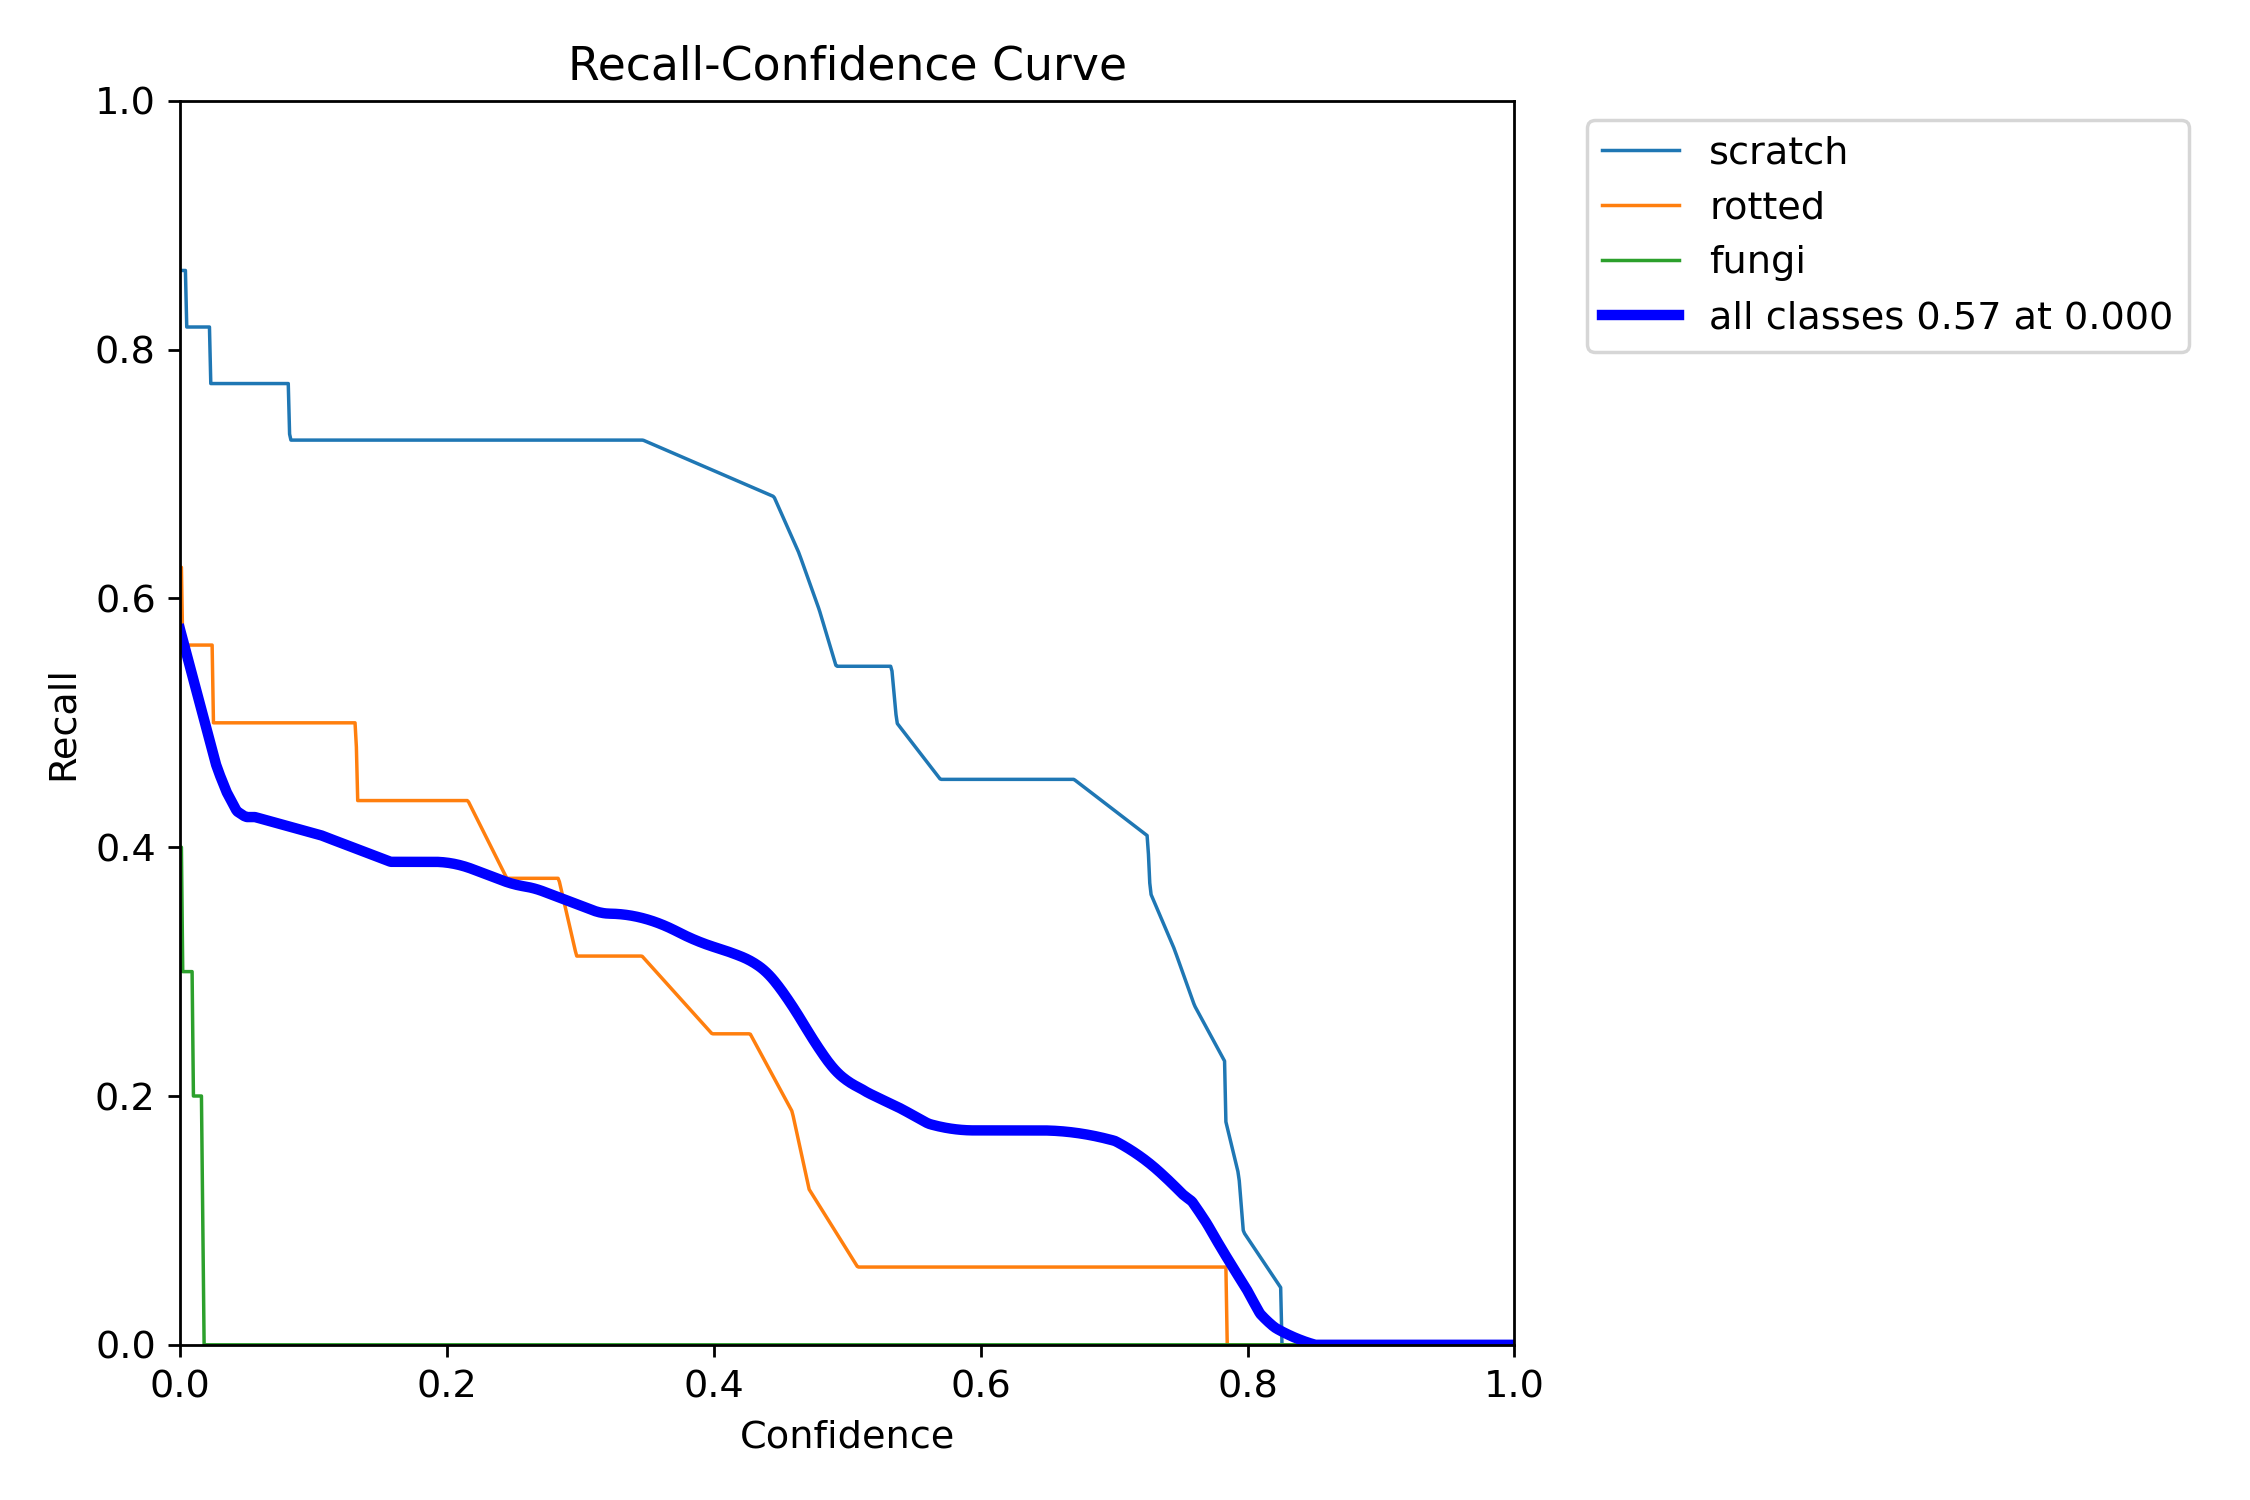 Recall-Confidence Curve
1.0
0.8
0.6
0.4
0.2
0.0
Recall
0.0 0.2 0.4 0.6 0.8 1.0
Confidence
scratch
rotted
fungi
all classes 0.57 at 0.000